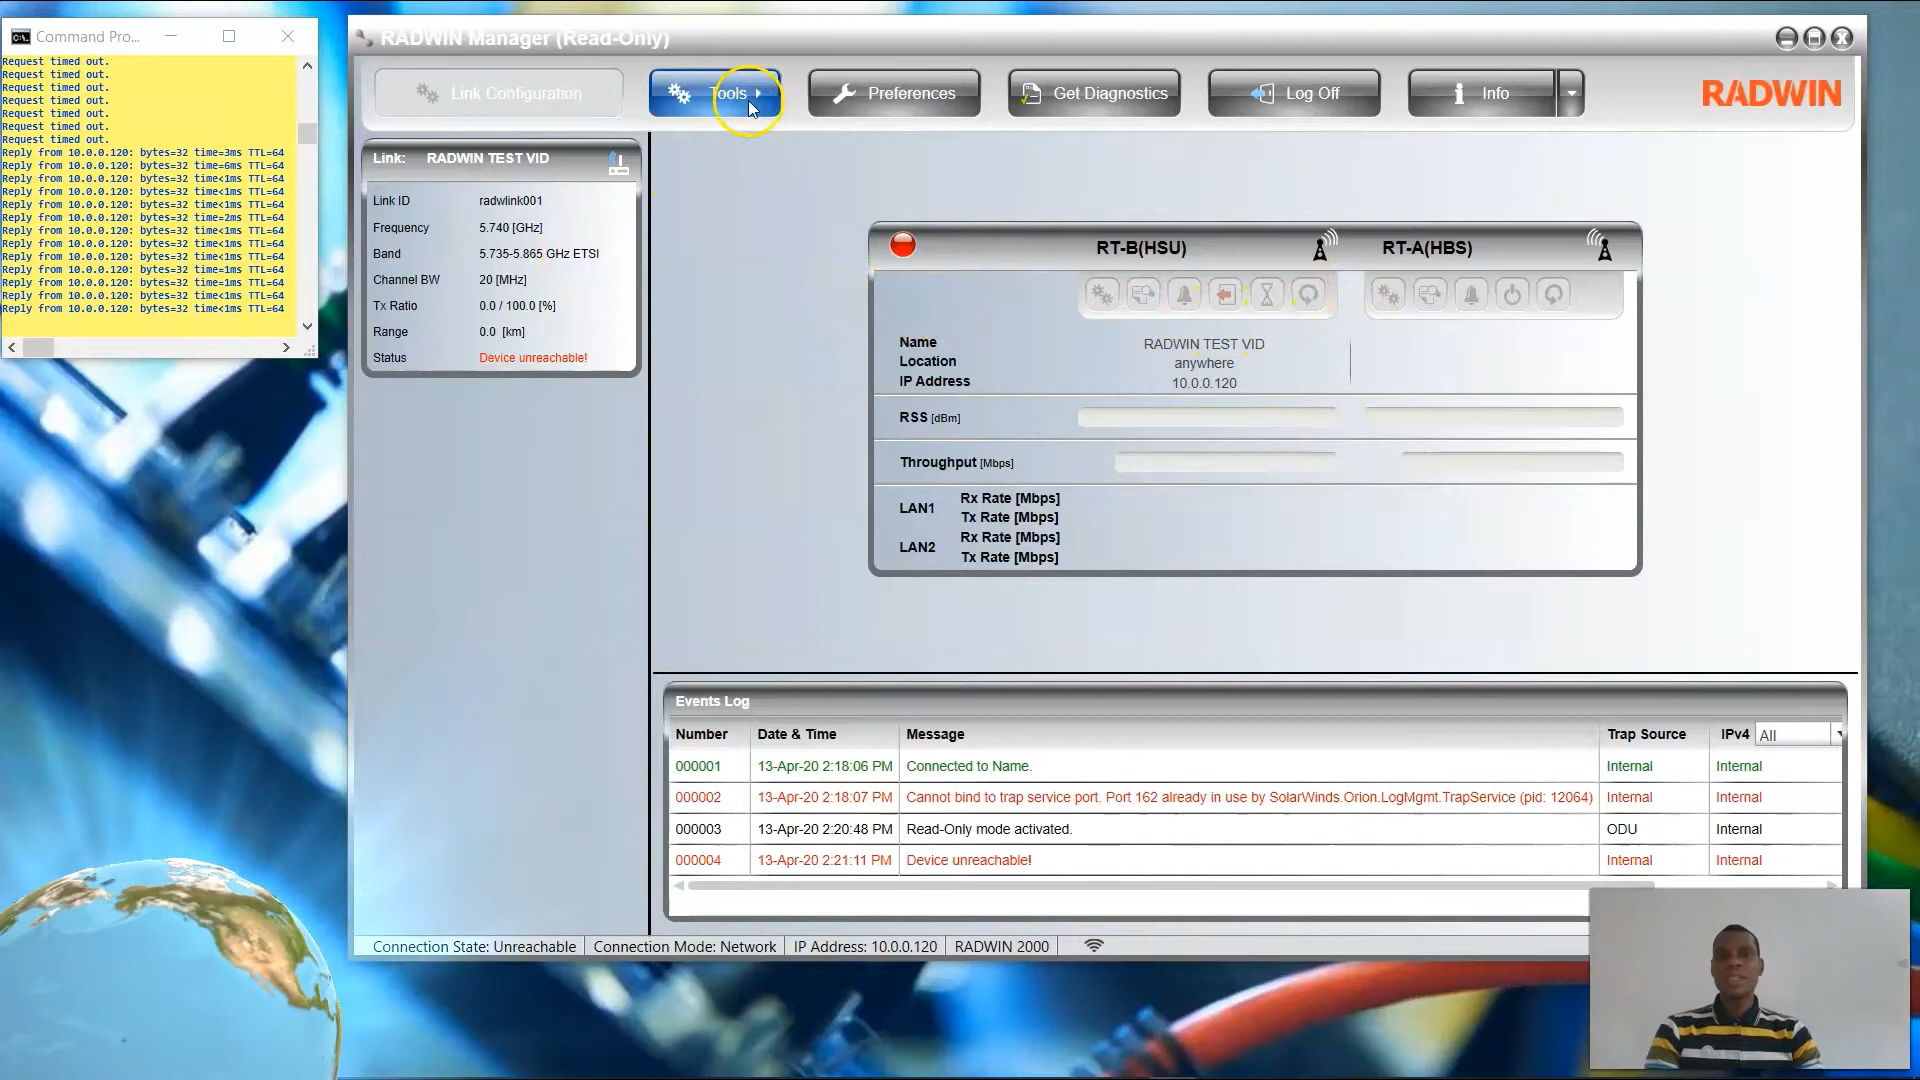 Command Pro...
Request timed out.
Request timed out.
Request timed out.
Request timed out.
Request timed out.
Request timed out.
Request timed out.
Reply from 10.0.0.120: bytes=32 time=3ms TTL=64
Reply from 10.0.0.120: bytes=32 time=6ms TTL=64
Reply from 10.0.0.120: bytes=32 time<1ms TTL=64
Reply from 10.0.0.120: bytes=32 time<1ms TTL=64
Reply from 10.0.0.120: bytes=32 time<1ms TTL=64
Reply from 10.0.0.120: bytes=32 time=2ms TTL=64
Reply from 10.0.0.120: bytes=32 time<1ms TTL=64
Reply from 10.0.0.120: bytes=32 time<1ms TTL=64
Reply from 10.0.0.120: bytes=32 time<1ms TTL=64
Reply from 10.0.0.120: bytes=32 time=1ms TTL=64
Reply from 10.0.0.120: bytes=32 time=1ms TTL=64
Reply from 10.0.0.120: bytes=32 time<1ms TTL=64
Reply from 10.0.0.120: bytes=32 time<1ms TTL=64
RADWIN Manager (Read-Only)
Link Configuration Tools Preferences Get Diagnostics Log Off Info RADWIN
Link: RADWIN TEST VID
Link ID radwlink001
Frequency 5.740 [GHz]
Band 5.735-5.865 GHz ETSI
Channel BW 20 [MHz]
Tx Ratio 0.0 / 100.0 [%]
Range 0.0 [km]
Status Device unreachable!
RT-B(HSU) RT-A(HBS)
Name RADWIN TEST VID
Location anywhere
IP Address 10.0.0.120
RSS [dBm]
Throughput [Mbps]
LAN1 Rx Rate [Mbps]
Tx Rate [Mbps]
LAN2 Rx Rate [Mbps]
Tx Rate [Mbps]
Events Log
Number Date & Time Message Trap Source IPv4 All
000001 13-Apr-20 2:18:06 PM Connected to Name. Internal Internal
000002 13-Apr-20 2:18:07 PM Cannot bind to trap service port. Port 162 already in use by SolarWinds.Orion.LogMgmt.TrapService (pid: 12064) Internal Internal
000003 13-Apr-20 2:20:48 PM Read-Only mode activated. ODU Internal
000004 13-Apr-20 2:21:11 PM Device unreachable! Internal Internal
Connection State: Unreachable Connection Mode: Network IP Address: 10.0.0.120 RADWIN 2000